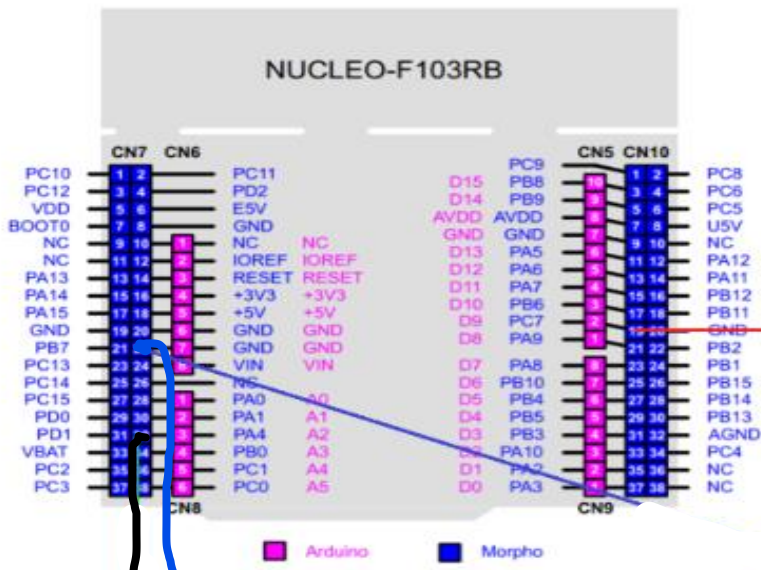 NUCLEO-F103RB
CN7 CN6 CN5 CN10
PC10 1 2 PC11 PC9 1 2 PC8
PC12 3 4 PD2 D15 PB8 10 3 4 PC6
VDD 5 6 E5V D14 PB9 9 5 6 PC5
BOOT0 7 8 GND AVDD AVDD 8 7 8 U5V
NC 9 10 1 NC NC GND GND 7 9 10 NC
NC 11 12 2 IOREF IOREF D13 PA5 6 11 12 PA12
PA13 13 14 3 RESET RESET D12 PA6 5 13 14 PA11
PA14 15 16 4 +3V3 +3V3 D11 PA7 4 15 16 PB12
PA15 17 18 5 +5V +5V D10 PB6 3 17 18 PB11
GND 19 20 6 GND GND D9 PC7 2 GND
PB7 21 7 GND GND D8 PA9 1 21 22 PB2
PC13 23 24 VIN VIN D7 PA8 8 23 24 PB1
PC14 25 26 NC D6 PB10 7 25 26 PB15
PC15 27 28 1 PA0 A0 D5 PB4 6 27 28 PB14
PD0 29 30 2 PA1 A1 D4 PB5 5 29 30 PB13
PD1 31 3 PA4 A2 D3 PB3 4 31 32 AGND
VBAT 33 34 4 PB0 A3 D2 PA10 3 33 34 PC4
PC2 35 36 5 PC1 A4 D1 PA2 2 35 36 NC
PC3 37 38 6 PC0 A5 D0 PA3 1 37 38 NC
CN8 CN9
Arduino Morpho